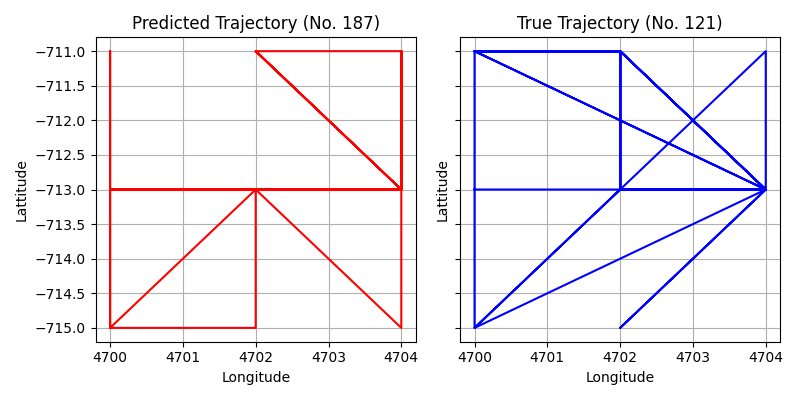 Predicted Trajectory (No. 187)
True Trajectory (No. 121)
Lattitude
−711.0
−711.5
−712.0
−712.5
−713.0
−713.5
−714.0
−714.5
−715.0
4700 4701 4702 4703 4704
Longitude
Lattitude
4700 4701 4702 4703 4704
Longitude